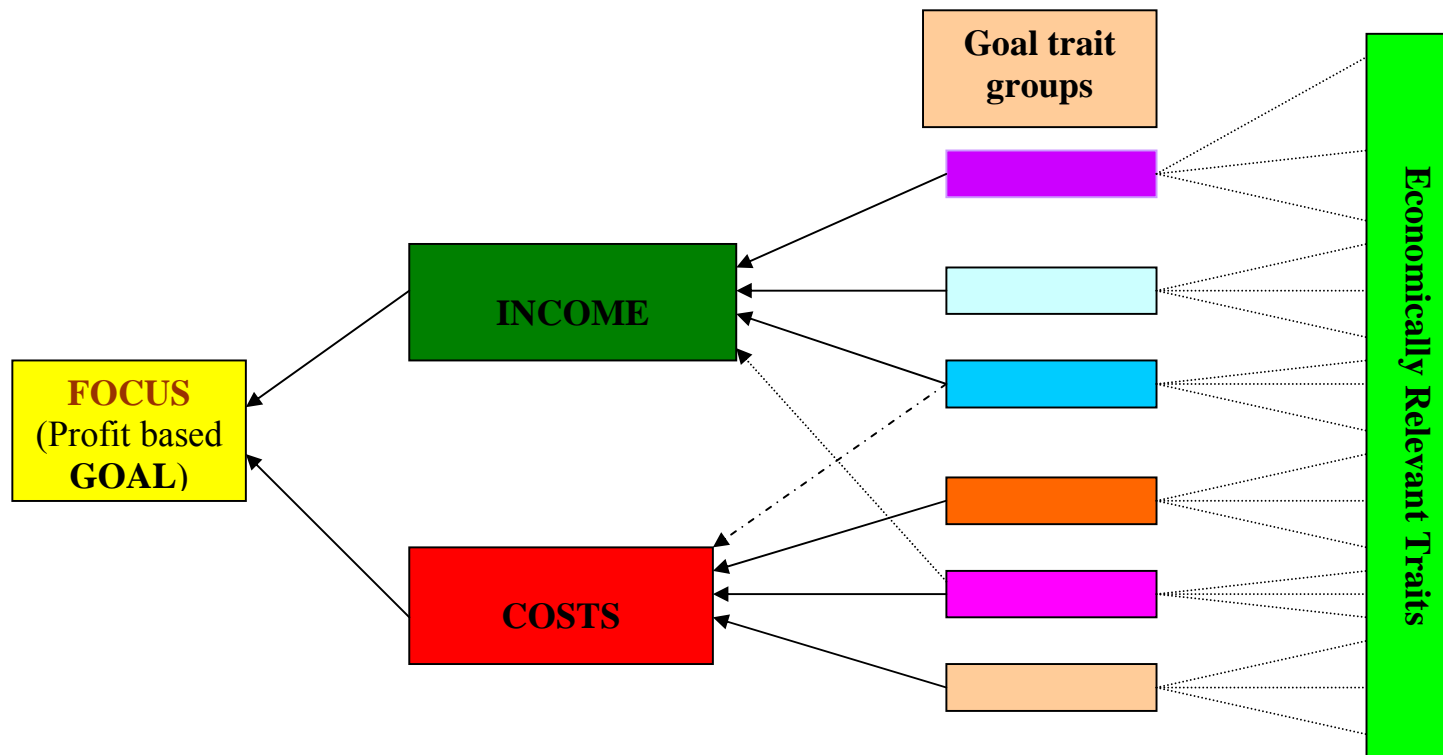 Goal trait
groups
INCOME
FOCUS
(Profit based
GOAL)
COSTS
Economically Relevant Traits